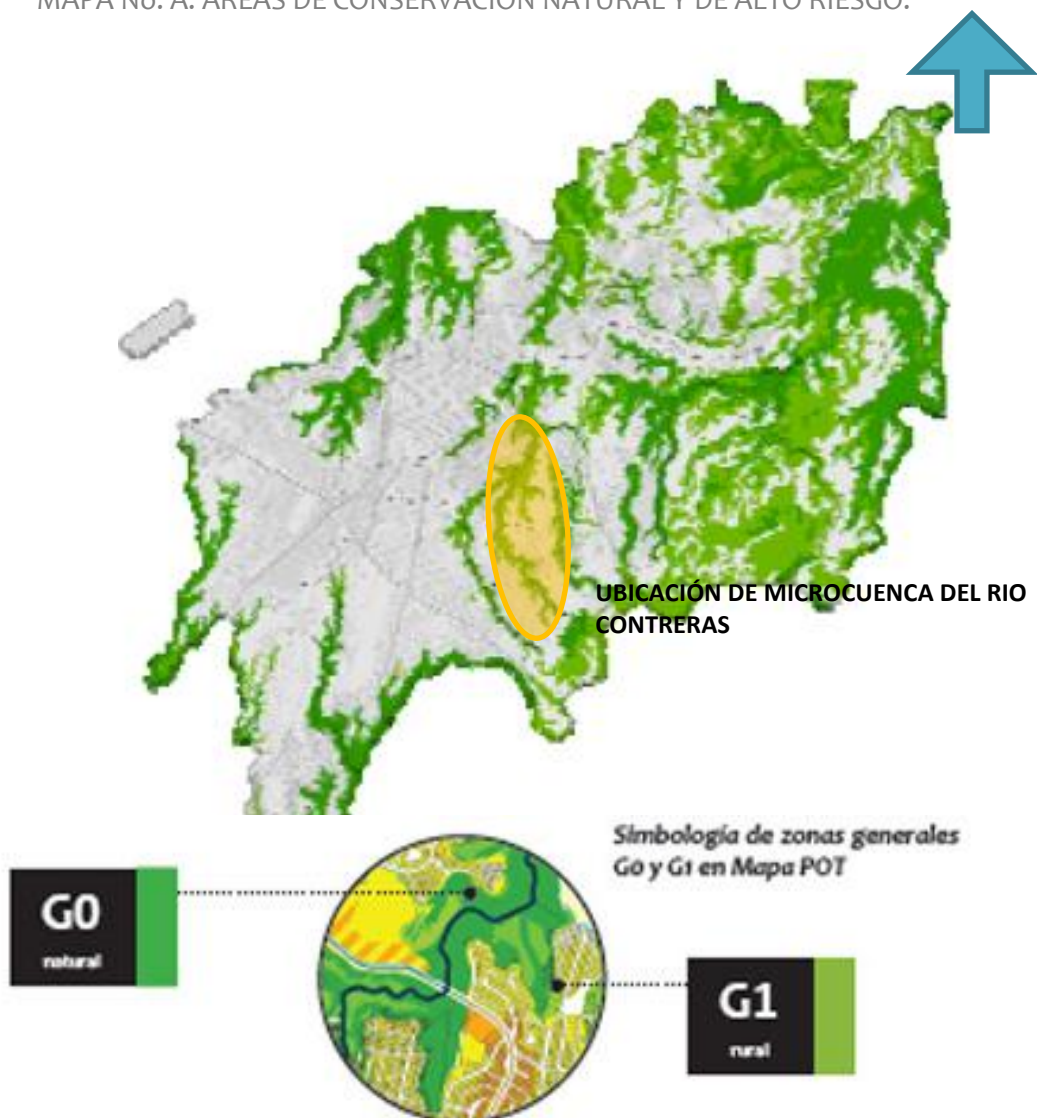 MAPA No. A. ÁREAS DE CONSERVACIÓN NATURAL Y DE ALTO RIESGO.
UBICACIÓN DE MICROCUENCA DEL RIO
CONTRERAS
Simbología de zonas generales
G0 y G1 en Mapa POT
G0
natural
G1
rural